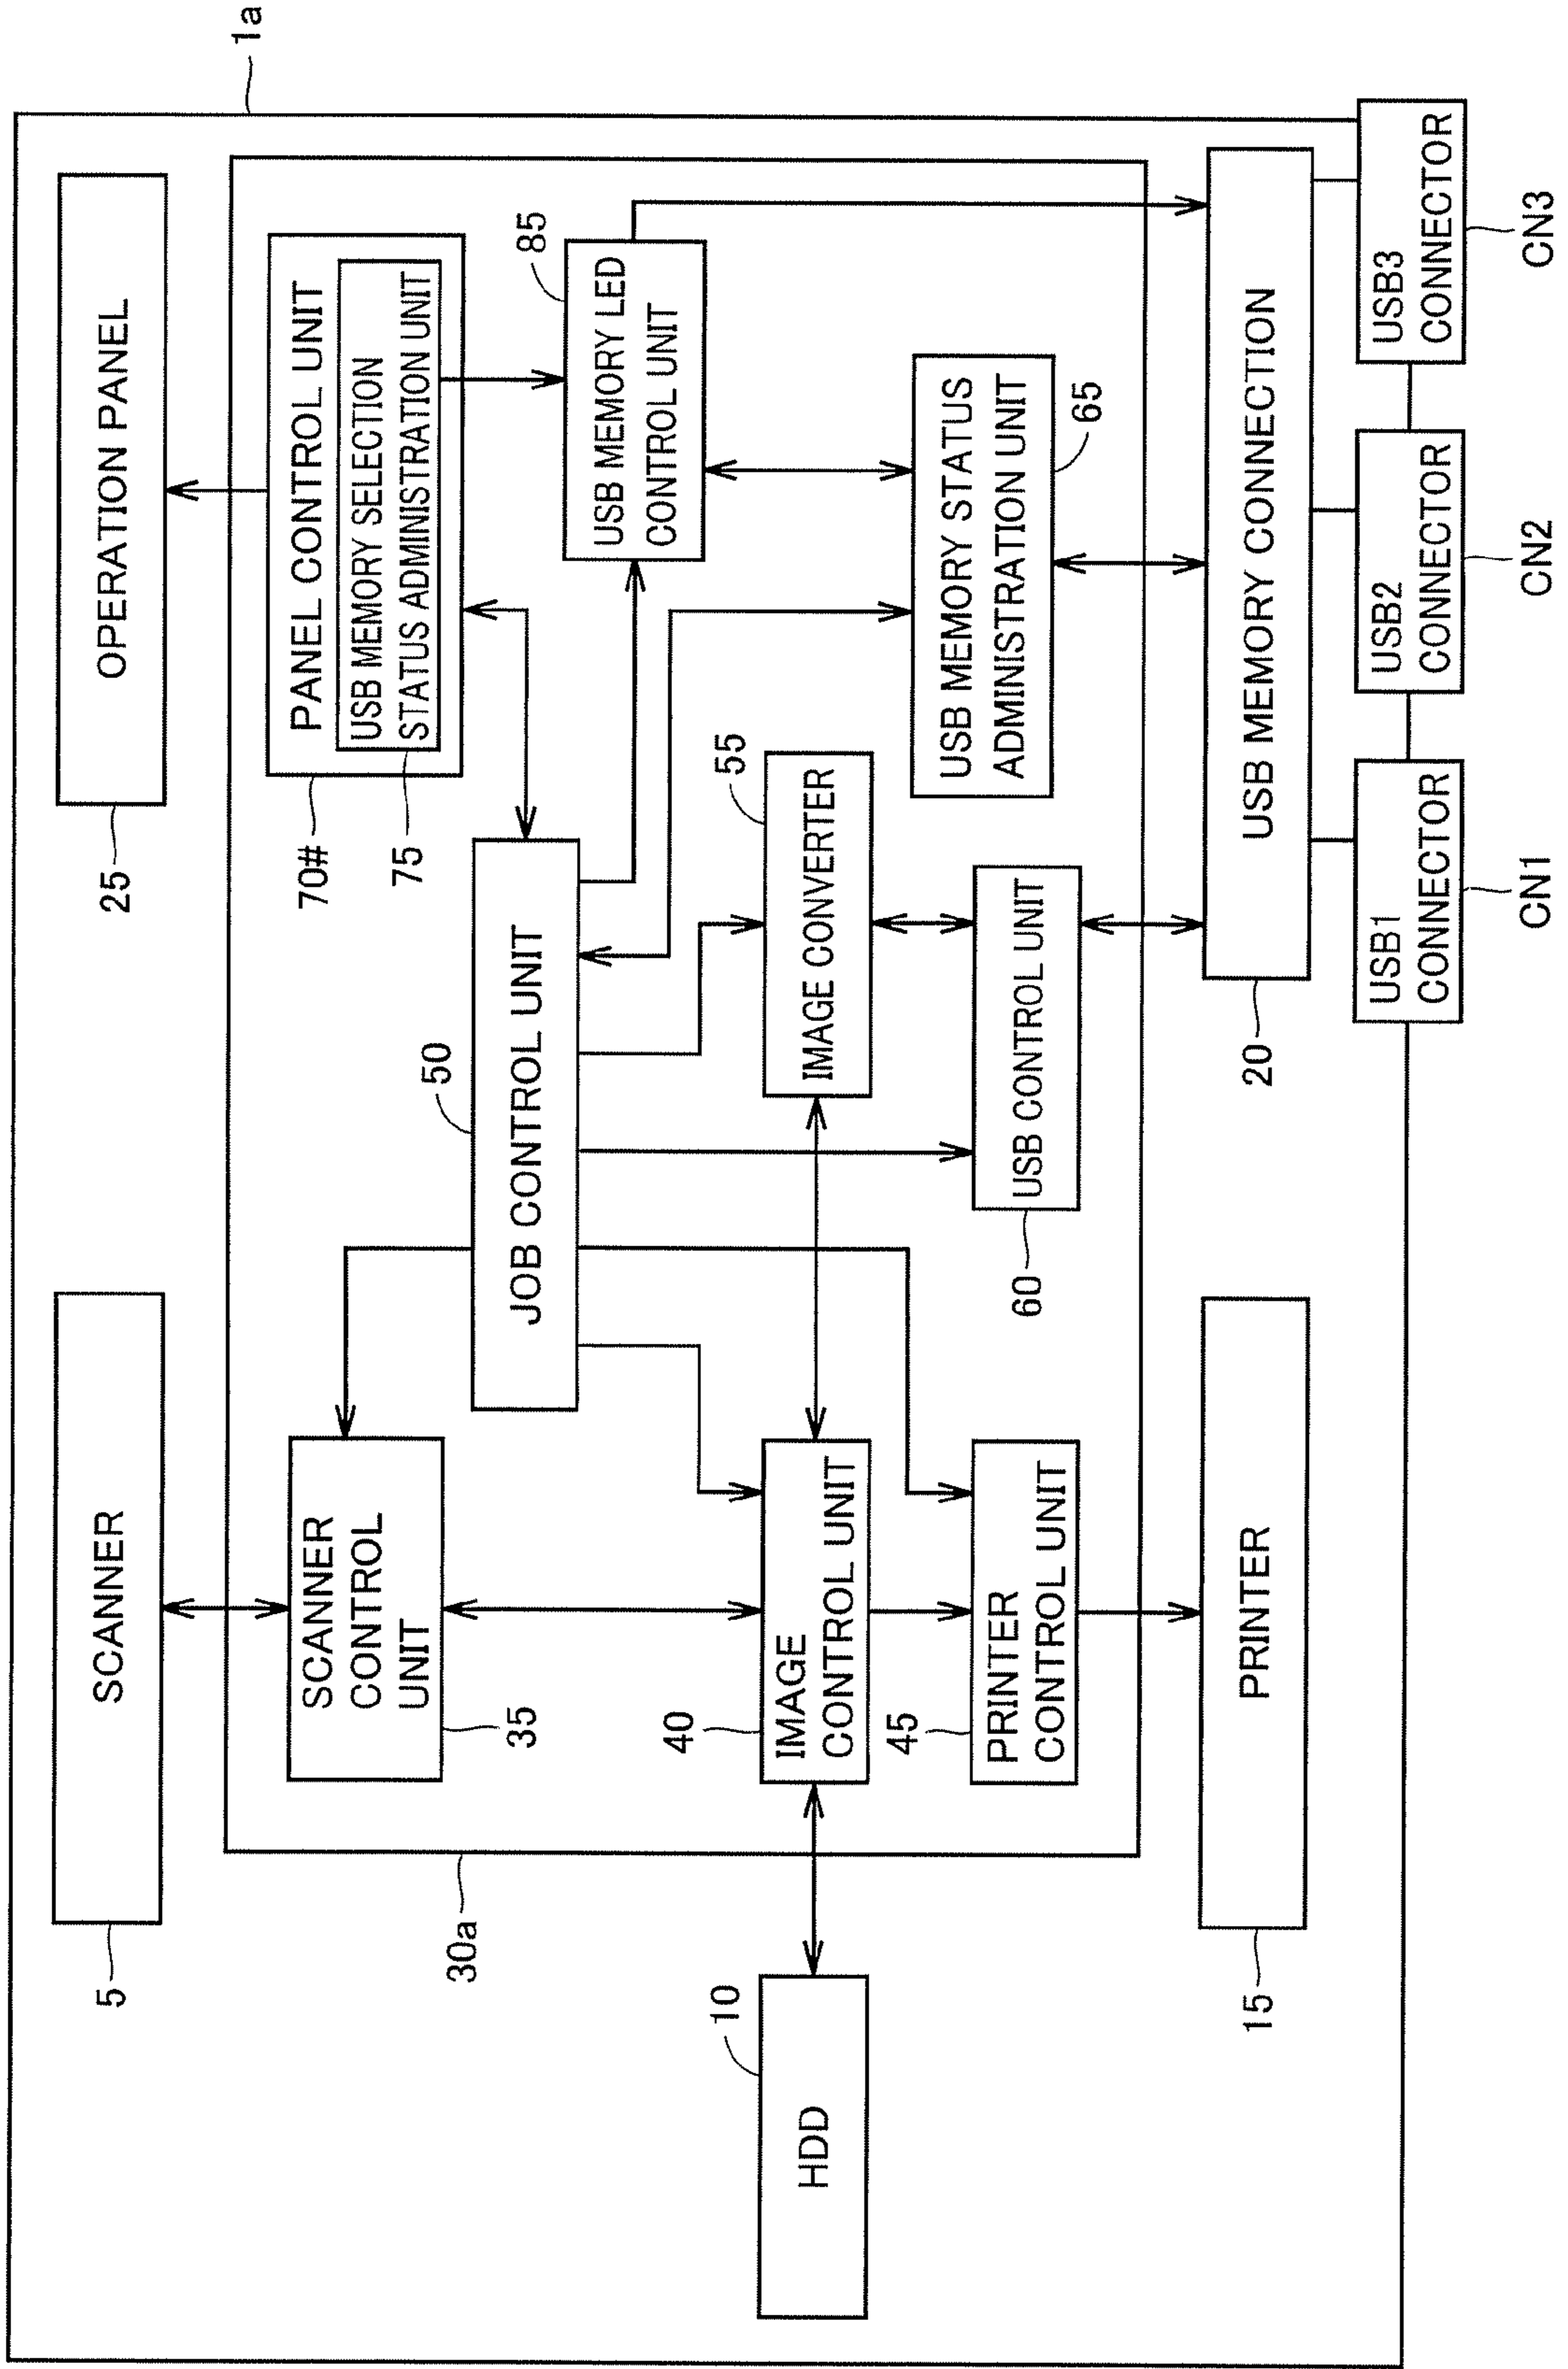 1a
SCANNER
5
OPERATION PANEL
25
PANEL CONTROL UNIT
USB MEMORY SELECTION
STATUS ADMINISTRATION UNIT
70#
75
SCANNER
CONTROL
UNIT
35
JOB CONTROL UNIT
50
USB MEMORY LED
CONTROL UNIT
85
HDD
10
IMAGE
CONTROL UNIT
40
IMAGE CONVERTER
55
USB MEMORY STATUS
ADMINISTRATION UNIT
65
PRINTER
CONTROL UNIT
45
USB CONTROL UNIT
60
30a
PRINTER
15
USB MEMORY CONNECTION
20
USB1
CONNECTOR
USB2
CONNECTOR
USB3
CONNECTOR
CN1
CN2
CN3